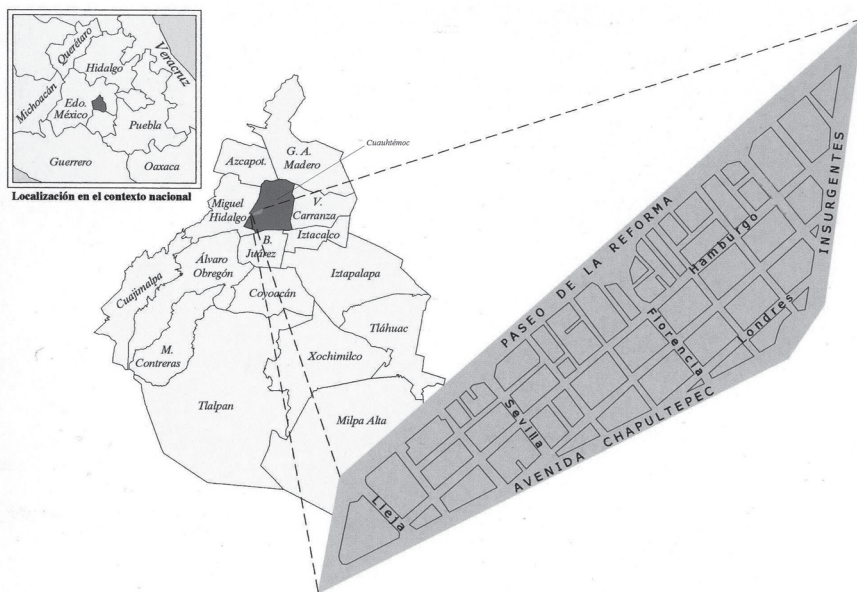 Querétaro
Hidalgo
Veracruz
Michoacán
Edo.
México
Puebla
Guerrero
Oaxaca
Localización en el contexto nacional
G. A.
Madero
Cuauhtémoc
Azcapot.
Miguel
Hidalgo
V.
Carranza
Iztacalco
B.
Juárez
Cuajimalpa
Álvaro
Obregón
Iztapalapa
Coyoacán
Tláhuac
M.
Contreras
Xochimilco
Tlalpan
Milpa Alta
PASEO DE LA REFORMA
INSURGENTES
Hamburgo
Florencia
Londres
Sevilla
AVENIDA CHAPULTEPEC
Lieja